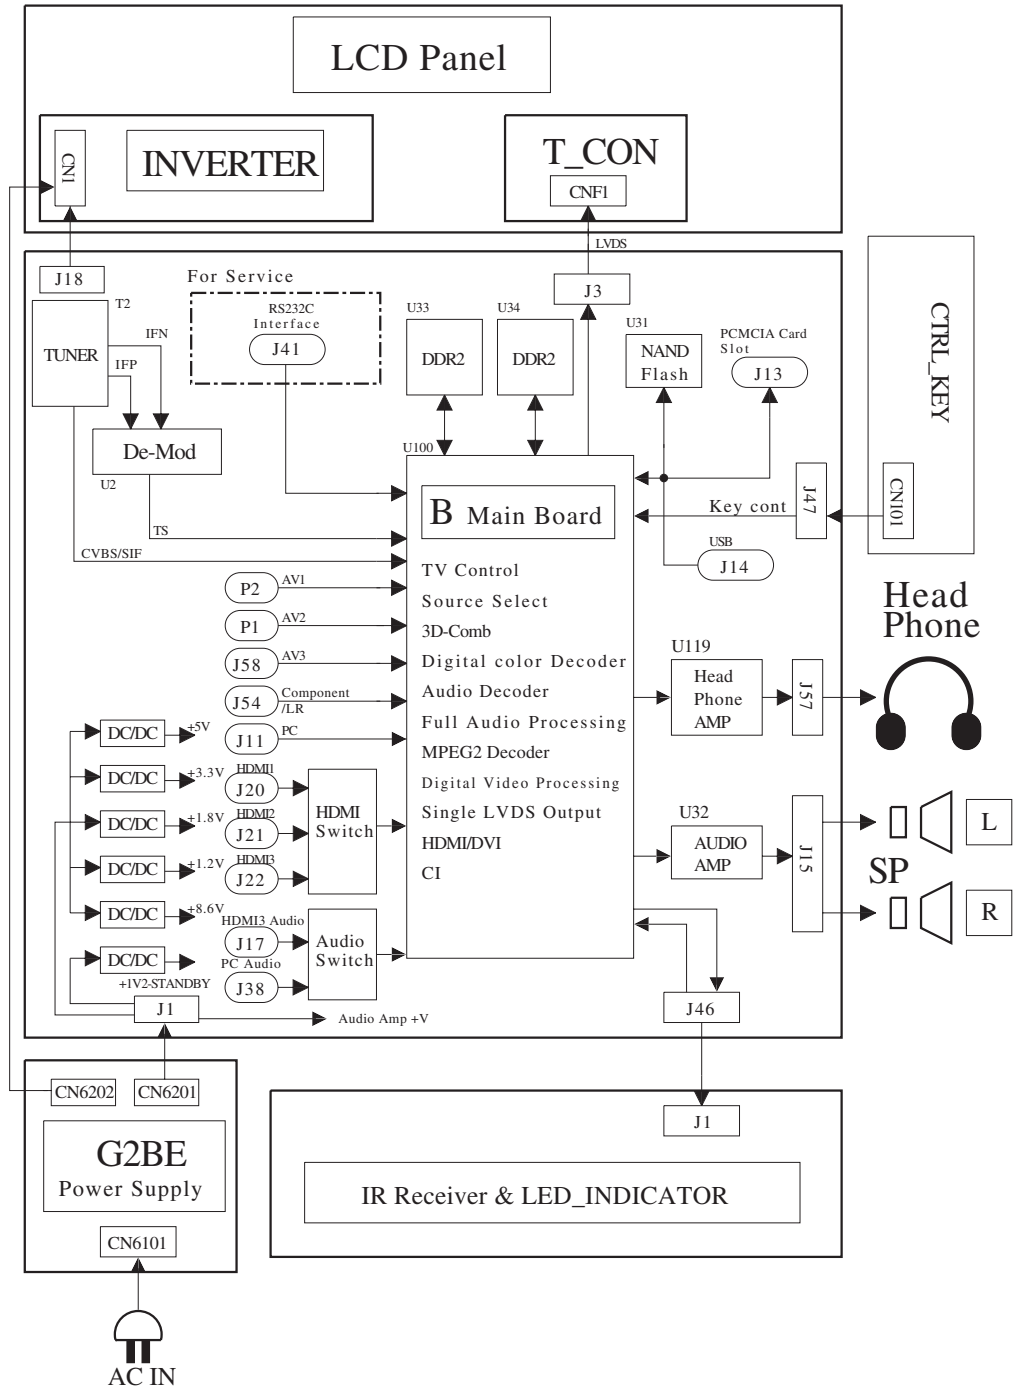 LCD Panel
CN1
INVERTER
T_CON
CNF1
LVDS
J18
For Service
RS232C
Interface
J41
J3
T2
TUNER
IFN
IFP
De-Mod
U2
TS
CVBS/SIF
U33
DDR2
U34
DDR2
U31
NAND
Flash
PCMCIA Card
Slot
J13
CTRL_KEY
CN101
J47
Key cont
USB
J14
U100
B Main Board
TV Control
Source Select
3D-Comb
Digital color Decoder
Audio Decoder
Full Audio Processing
MPEG2 Decoder
Digital Video Processing
Single LVDS Output
HDMI/DVI
CI
P2
AV1
P1
AV2
J58
AV3
J54
Component
/LR
J11
PC
HDMI1
J20
HDMI2
J21
HDMI3
J22
HDMI
Switch
HDMI3 Audio
J17
PC Audio
J38
Audio
Switch
DC/DC
+5V
DC/DC
+3.3V
DC/DC
+1.8V
DC/DC
+1.2V
DC/DC
+8.6V
DC/DC
+1V2-STANDBY
J1
Audio Amp +V
U119
Head
Phone
AMP
J57
Head
Phone
U32
AUDIO
AMP
J15
SP
L
R
J46
J1
IR Receiver & LED_INDICATOR
CN6202
CN6201
G2BE
Power Supply
CN6101
AC IN